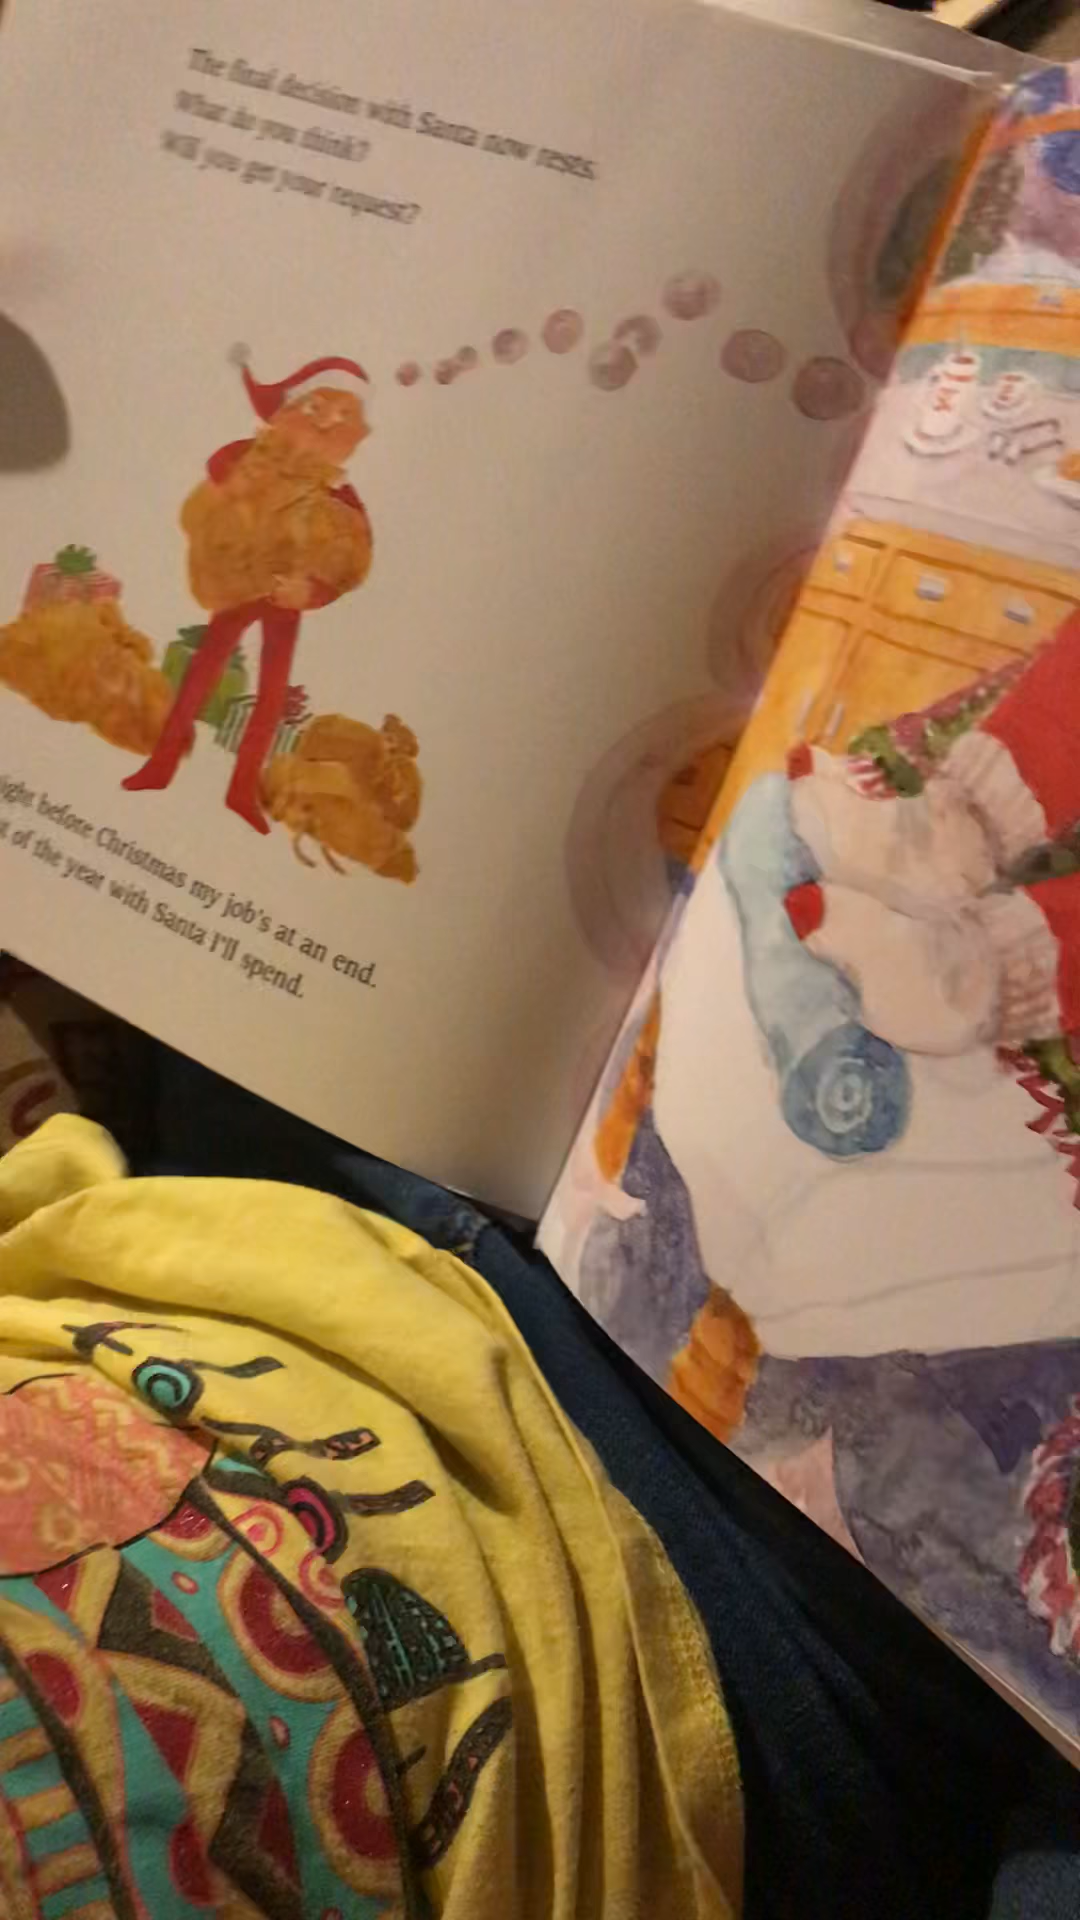 The final decision with Santa now rests.
What do you think?
Will you get your request?
ight before Christmas my job's at an end.
t of the year with Santa I'll spend.